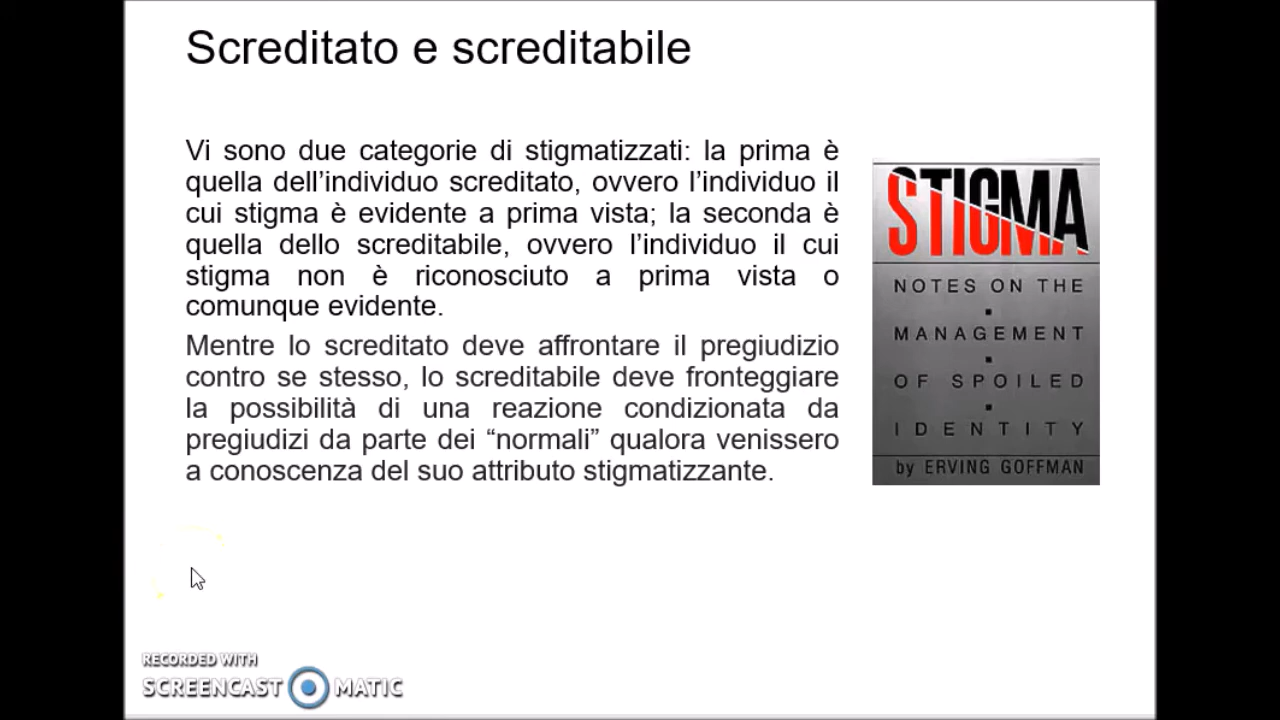 Screditato e screditabile
Vi sono due categorie di stigmatizzati: la prima è
quella dell’individuo screditato, ovvero l’individuo il
cui stigma è evidente a prima vista; la seconda è
quella dello screditabile, ovvero l’individuo il cui
stigma non è riconosciuto a prima vista o
comunque evidente.
Mentre lo screditato deve affrontare il pregiudizio
contro se stesso, lo screditabile deve fronteggiare
la possibilità di una reazione condizionata da
pregiudizi da parte dei “normali” qualora venissero
a conoscenza del suo attributo stigmatizzante.
STIGMA
NOTES ON THE
MANAGEMENT
OF SPOILED
IDENTITY
by ERVING GOFFMAN
RECORDED WITH
SCREENCAST MATIC